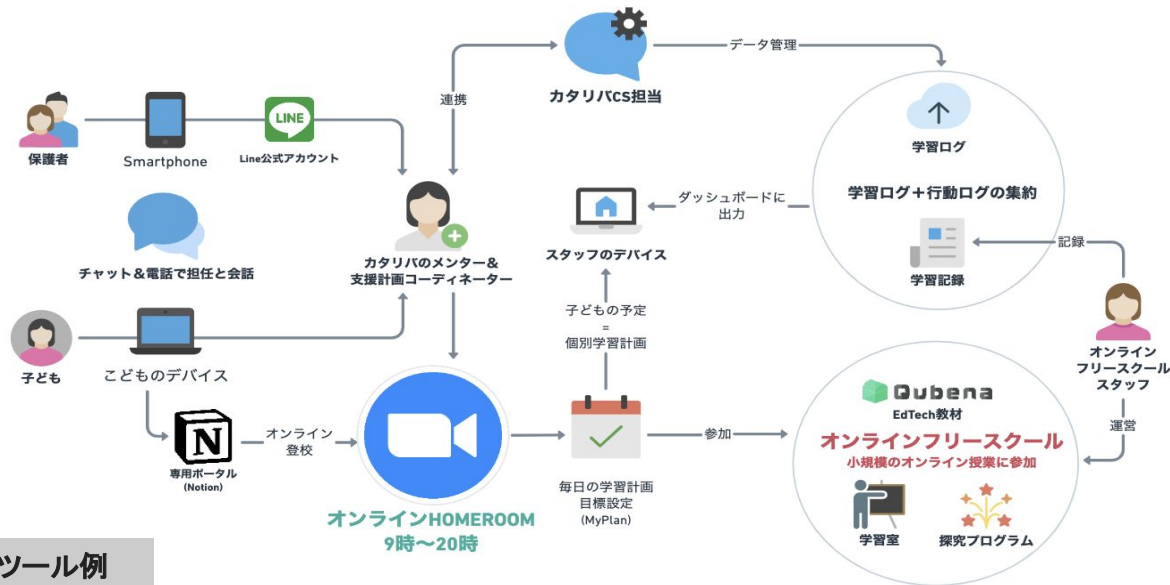 データ管理
連携
カタリバCS担当
LINE
保護者
Smartphone
Line公式アカウント
学習ログ
学習ログ+行動ログの集約
ダッシュボードに
出力
スタッフのデバイス
チャット&電話で担任と会話
カタリバのメンター&
支援計画コーディネーター
記録
学習記録
子どもの予定
=
個別学習計画
子ども
こどものデバイス
オンライン
フリースクール
スタッフ
Qubena
EdTech教材
オンラインフリースクール
小規模のオンライン授業に参加
運営
N
オンライン
登校
参加
専用ポータル
(Notion)
毎日の学習計画
目標設定
(MyPlan)
オンラインHOMEROOM
9時〜20時
学習室
探究プログラム
ツール例